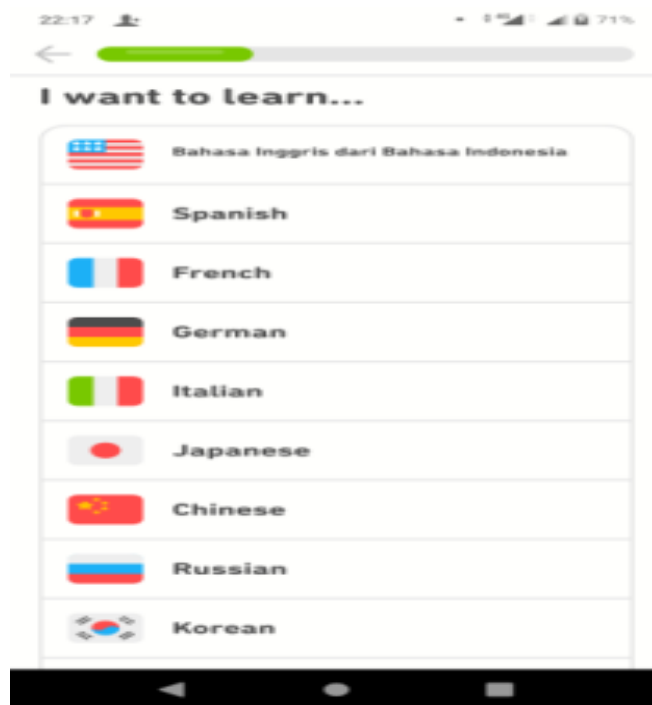 22:17
71%
I want to learn...
Bahasa Inggris dari Bahasa Indonesia
Spanish
French
German
Italian
Japanese
Chinese
Russian
Korean